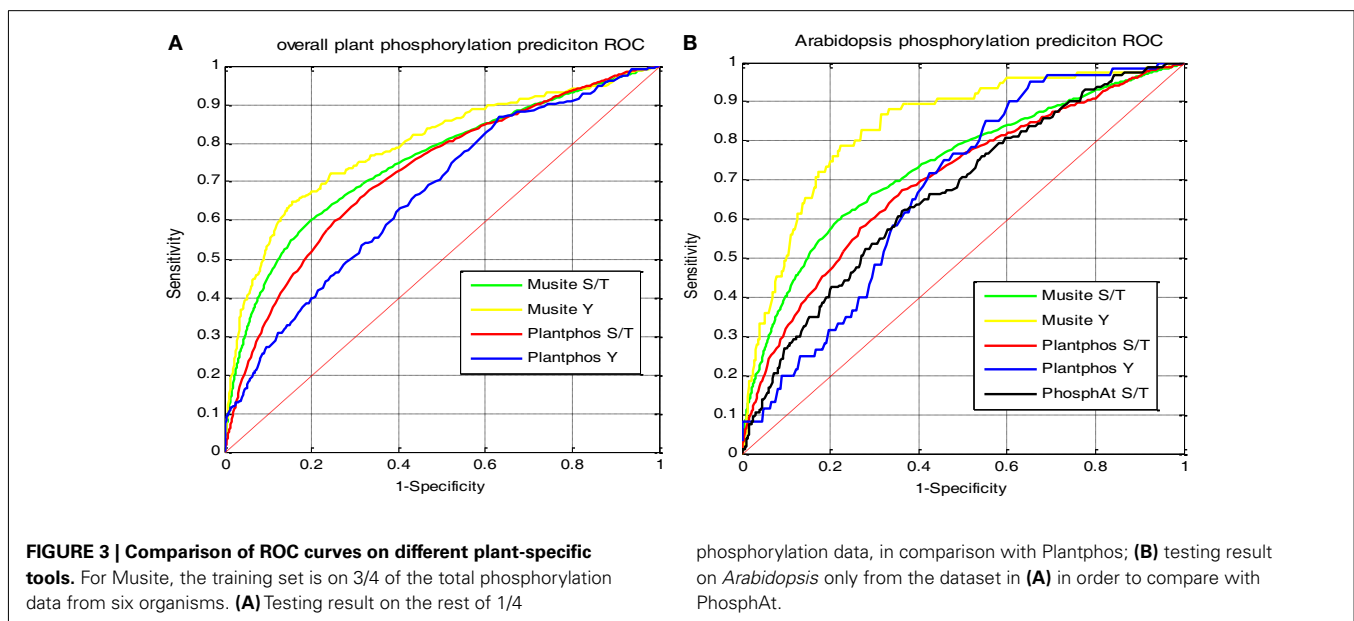 A
overall plant phosphorylation prediciton ROC
1
0.9
0.8
0.7
0.6
0.5
0.4
0.3
0.2
0.1
0
Sensitivity
0
0.2
0.4
0.6
0.8
1
1-Specificity
Musite S/T
Musite Y
Plantphos S/T
Plantphos Y
B
Arabidopsis phosphorylation prediciton ROC
1
0.9
0.8
0.7
0.6
0.5
0.4
0.3
0.2
0.1
0
Sensitivity
0
0.2
0.4
0.6
0.8
1
1-Specificity
Musite S/T
Musite Y
Plantphos S/T
Plantphos Y
PhosphAt S/T
FIGURE 3 | Comparison of ROC curves on different plant-specific
tools. For Musite, the training set is on 3/4 of the total phosphorylation
data from six organisms. (A) Testing result on the rest of 1/4
phosphorylation data, in comparison with Plantphos; (B) testing result
on Arabidopsis only from the dataset in (A) in order to compare with
PhosphAt.